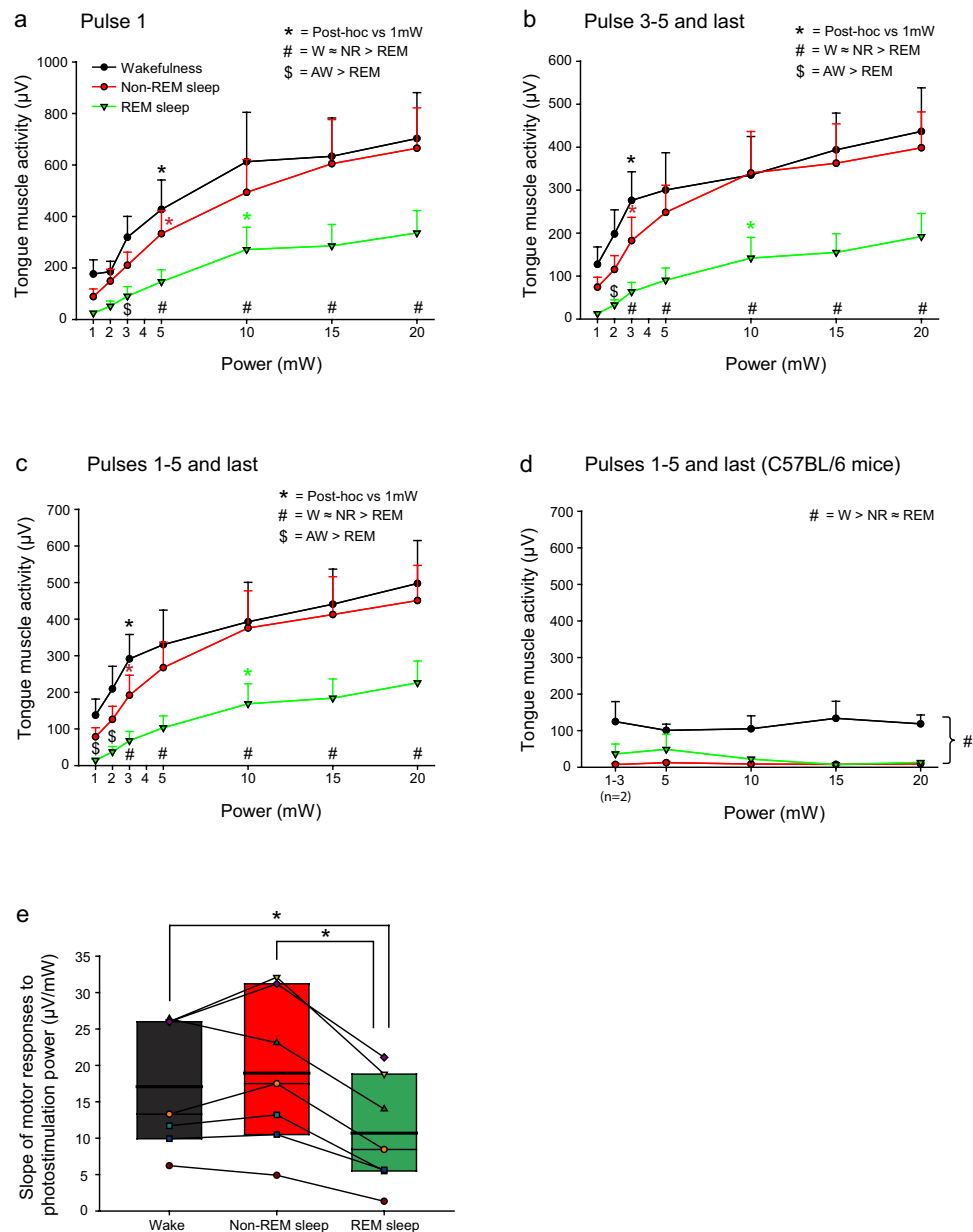 a Pulse 1
* = Post-hoc vs 1mW
# = W ≈ NR > REM
$ = AW > REM
Wakefulness
Non-REM sleep
REM sleep
Tongue muscle activity (µV)
1000
800
600
400
200
0
*
*
*
$ # # # #
1 2 3 4 5 10 15 20
Power (mW)
b Pulse 3-5 and last
* = Post-hoc vs 1mW
# = W ≈ NR > REM
$ = AW > REM
Tongue muscle activity (µV)
600
500
400
300
200
100
0
*
*
*
$ # # # # #
1 2 3 4 5 10 15 20
Power (mW)
c Pulses 1-5 and last
* = Post-hoc vs 1mW
# = W ≈ NR > REM
$ = AW > REM
Tongue muscle activity (µV)
700
600
500
400
300
200
100
0
*
*
*
$ $ # # # # #
1 2 3 4 5 10 15 20
Power (mW)
d Pulses 1-5 and last (C57BL/6 mice)
# = W > NR ≈ REM
Tongue muscle activity (µV)
700
600
500
400
300
200
100
0
#
1-3 5 10 15 20
(n=2)
Power (mW)
e
*
*
Slope of motor responses to
photostimulation power (µV/mW)
35
30
25
20
15
10
5
0
Wake Non-REM sleep REM sleep